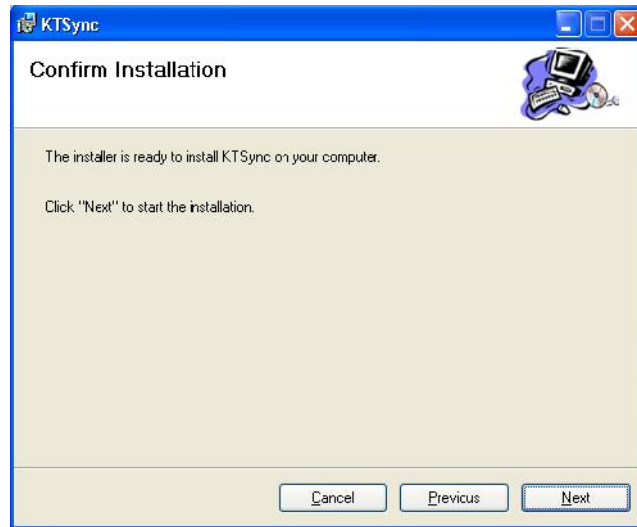 KTSync
Confirm Installation
The installer is ready to install KTSync on your computer.
Click "Next" to start the installation.
Cancel
Previous
Next